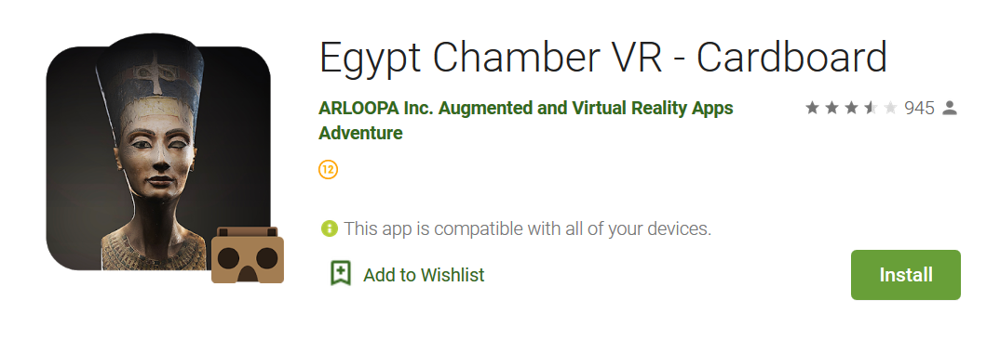 Egypt Chamber VR - Cardboard
ARLOOPA Inc. Augmented and Virtual Reality Apps
945
Adventure
12
This app is compatible with all of your devices.
Add to Wishlist
Install